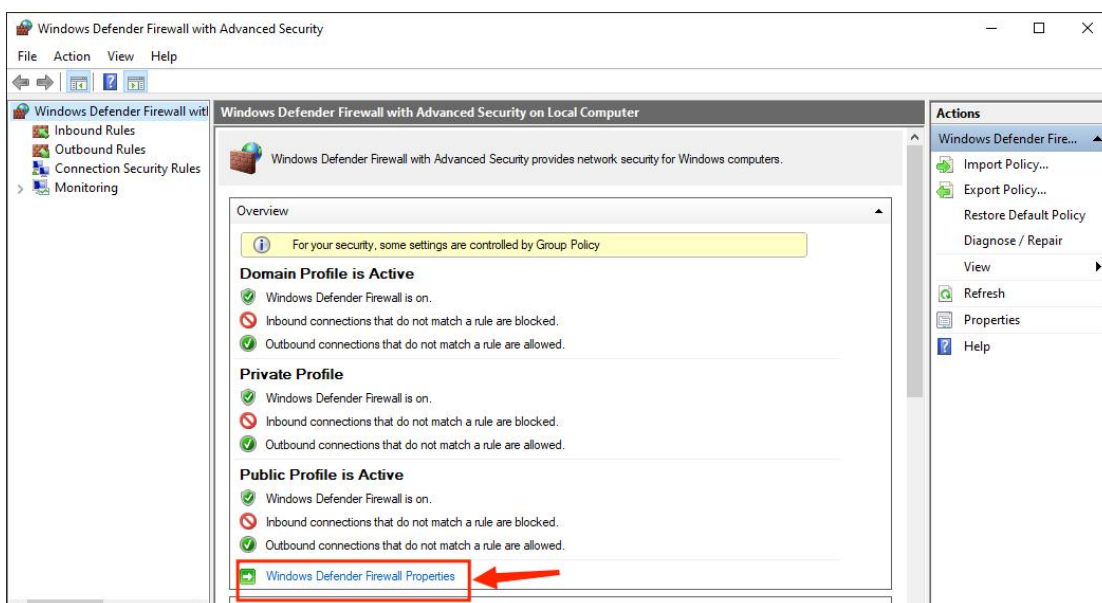 Windows Defender Firewall with Advanced Security
File Action View Help
Windows Defender Firewall with
Inbound Rules
Outbound Rules
Connection Security Rules
Monitoring
Windows Defender Firewall with Advanced Security on Local Computer
Windows Defender Firewall with Advanced Security provides network security for Windows computers.
Overview
For your security, some settings are controlled by Group Policy
Domain Profile is Active
Windows Defender Firewall is on.
Inbound connections that do not match a rule are blocked.
Outbound connections that do not match a rule are allowed.
Private Profile
Windows Defender Firewall is on.
Inbound connections that do not match a rule are blocked.
Outbound connections that do not match a rule are allowed.
Public Profile is Active
Windows Defender Firewall is on.
Inbound connections that do not match a rule are blocked.
Outbound connections that do not match a rule are allowed.
Windows Defender Firewall Properties
Actions
Windows Defender Fire...
Import Policy...
Export Policy...
Restore Default Policy
Diagnose / Repair
View
Refresh
Properties
Help